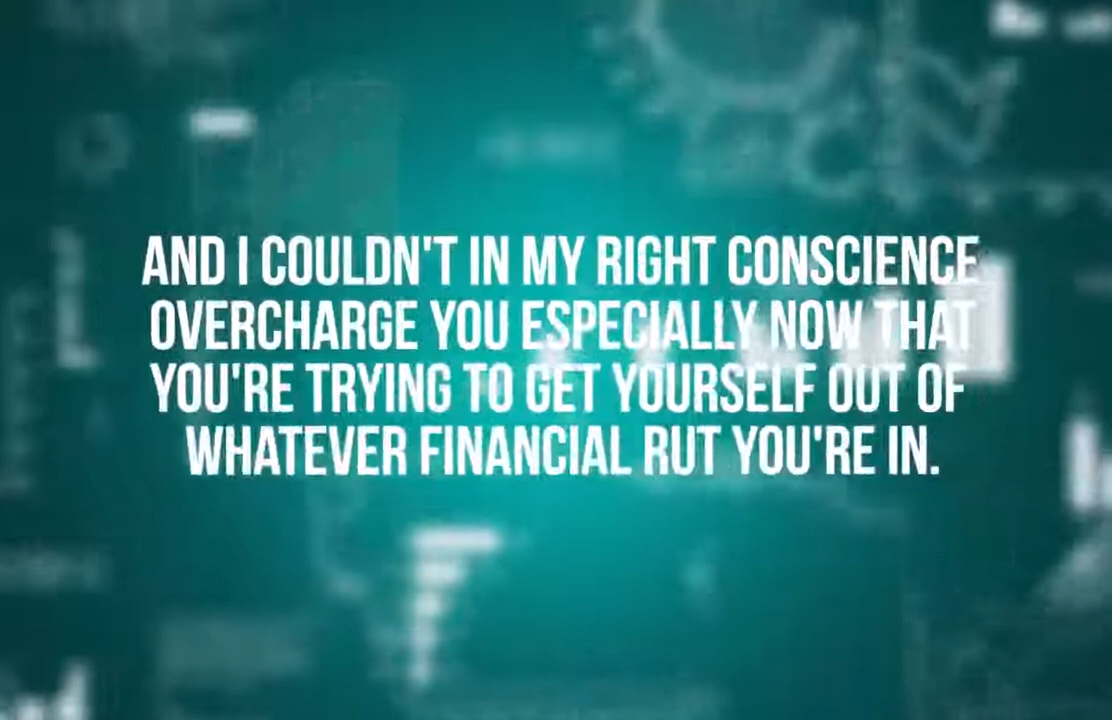 AND I COULDN'T IN MY RIGHT CONSCIENCE
OVERCHARGE YOU ESPECIALLY NOW THAT
YOU'RE TRYING TO GET YOURSELF OUT OF
WHATEVER FINANCIAL RUT YOU'RE IN.